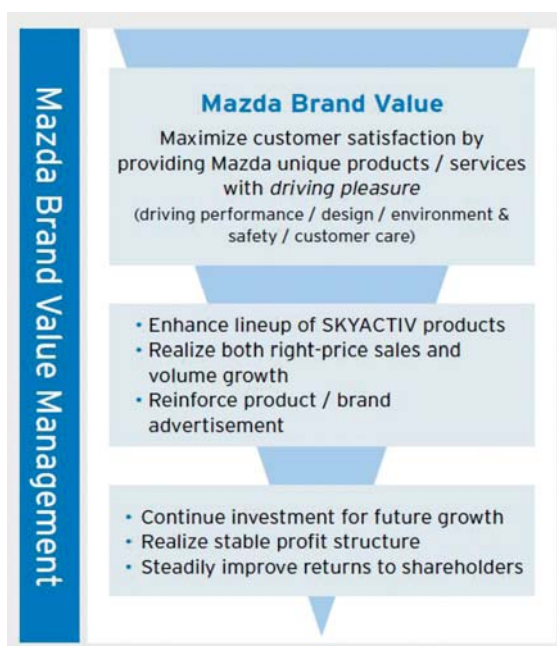 Mazda Brand Value Management
Mazda Brand Value
Maximize customer satisfaction by
providing Mazda unique products / services
with driving pleasure
(driving performance / design / environment &
safety / customer care)
• Enhance lineup of SKYACTIV products
• Realize both right-price sales and
volume growth
• Reinforce product / brand
advertisement
• Continue investment for future growth
• Realize stable profit structure
• Steadily improve returns to shareholders